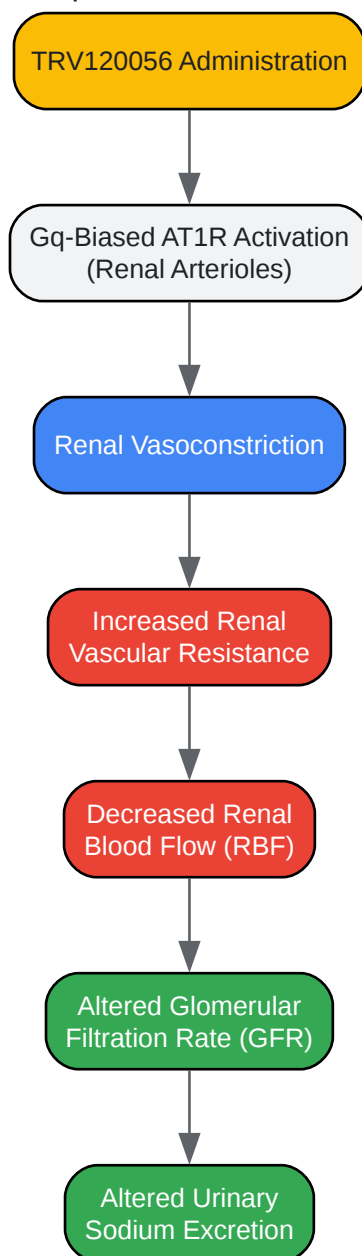 TRV120056 Administration
Gq-Biased AT1R Activation
(Renal Arterioles)
Renal Vasoconstriction
Increased Renal
Vascular Resistance
Decreased Renal
Blood Flow (RBF)
Altered Glomerular
Filtration Rate (GFR)
Altered Urinary
Sodium Excretion